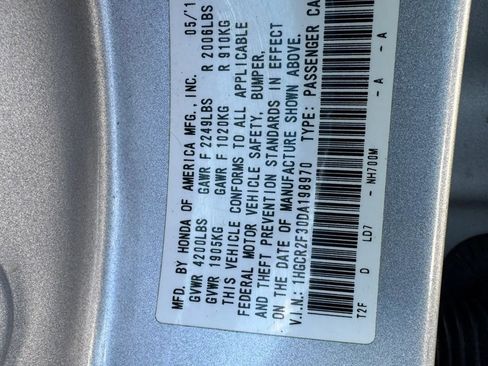 MFD. BY HONDA OF AMERICA MFG., INC. 05/1
GVWR 4200LBS GAWR F 2249LBS R 2006LBS
GVWR 1905KG GAWR F 1020KG R 910KG
THIS VEHICLE CONFORMS TO ALL APPLICABLE
FEDERAL MOTOR VEHICLE SAFETY, BUMPER,
AND THEFT PREVENTION STANDARDS IN EFFECT
ON THE DATE OF MANUFACTURE SHOWN ABOVE.
V.I.N.: 1HGCR2F30DA198970 TYPE: PASSENGER CA
T2F D LD7 - NH700M - A - A